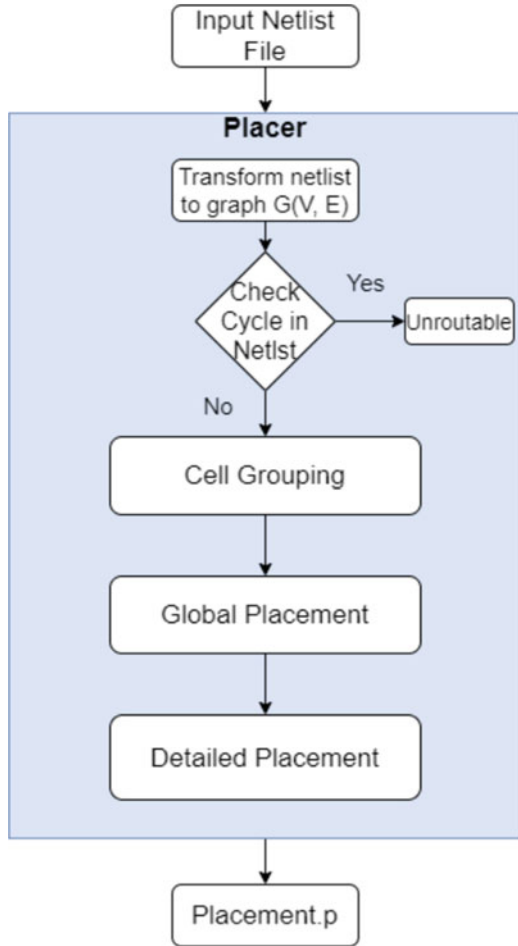 Input Netlist
File
Placer
Transform netlist
to graph G(V, E)
Check
Cycle in
Netlst
Yes
Unroutable
No
Cell Grouping
Global Placement
Detailed Placement
Placement.p